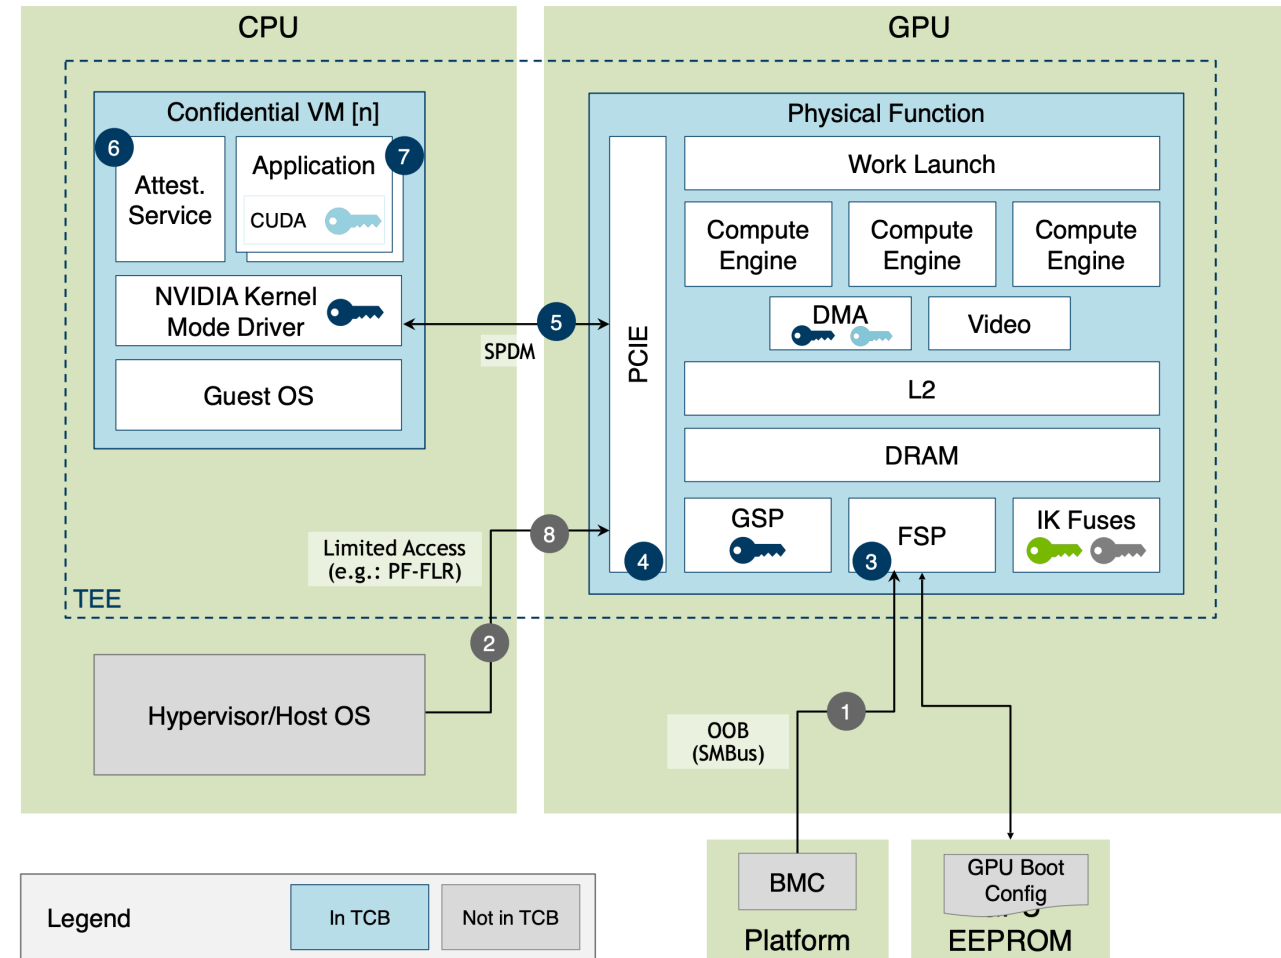 CPU
GPU
Confidential VM [n]
6
Attest.
Service
Application
7
CUDA
NVIDIA Kernel
Mode Driver
Guest OS
5
SPDM
Physical Function
PCIE
Work Launch
Compute
Engine
Compute
Engine
Compute
Engine
DMA
Video
L2
DRAM
GSP
FSP
IK Fuses
4
3
8
Limited Access
(e.g.: PF-FLR)
TEE
2
Hypervisor/Host OS
1
OOB
(SMBus)
BMC
Platform
GPU Boot
Config
EEPROM
Legend
In TCB
Not in TCB